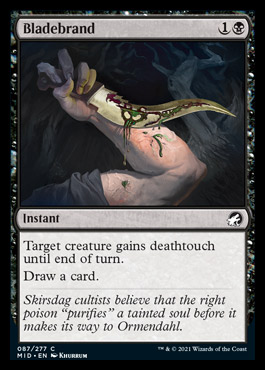 Bladebrand 1
Instant
Target creature gains deathtouch
until end of turn.
Draw a card.
Skirsdag cultists believe that the right
poison "purifies" a tainted soul before it
makes its way to Ormendahl.
087/277 C
MID • EN KHURRUM
™ & © 2021 Wizards of the Coast